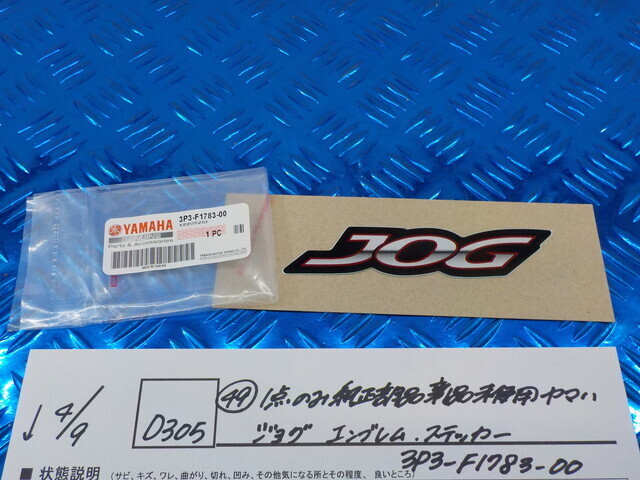 YAMAHA
GENUINE
Parts & Accessories
3P3-F1783-00
1 PC
JOG
↓ 4/9
D305
49 1点のみ 純正部品 新品未使用 ヤマハ
ジョグ エンブレム.ステッカー
3P3-F1783-00
■ 状態説明 (サビ、キズ、ワレ、曲がり、切れ、凹み、その他気になる所とその程度、良いところ)